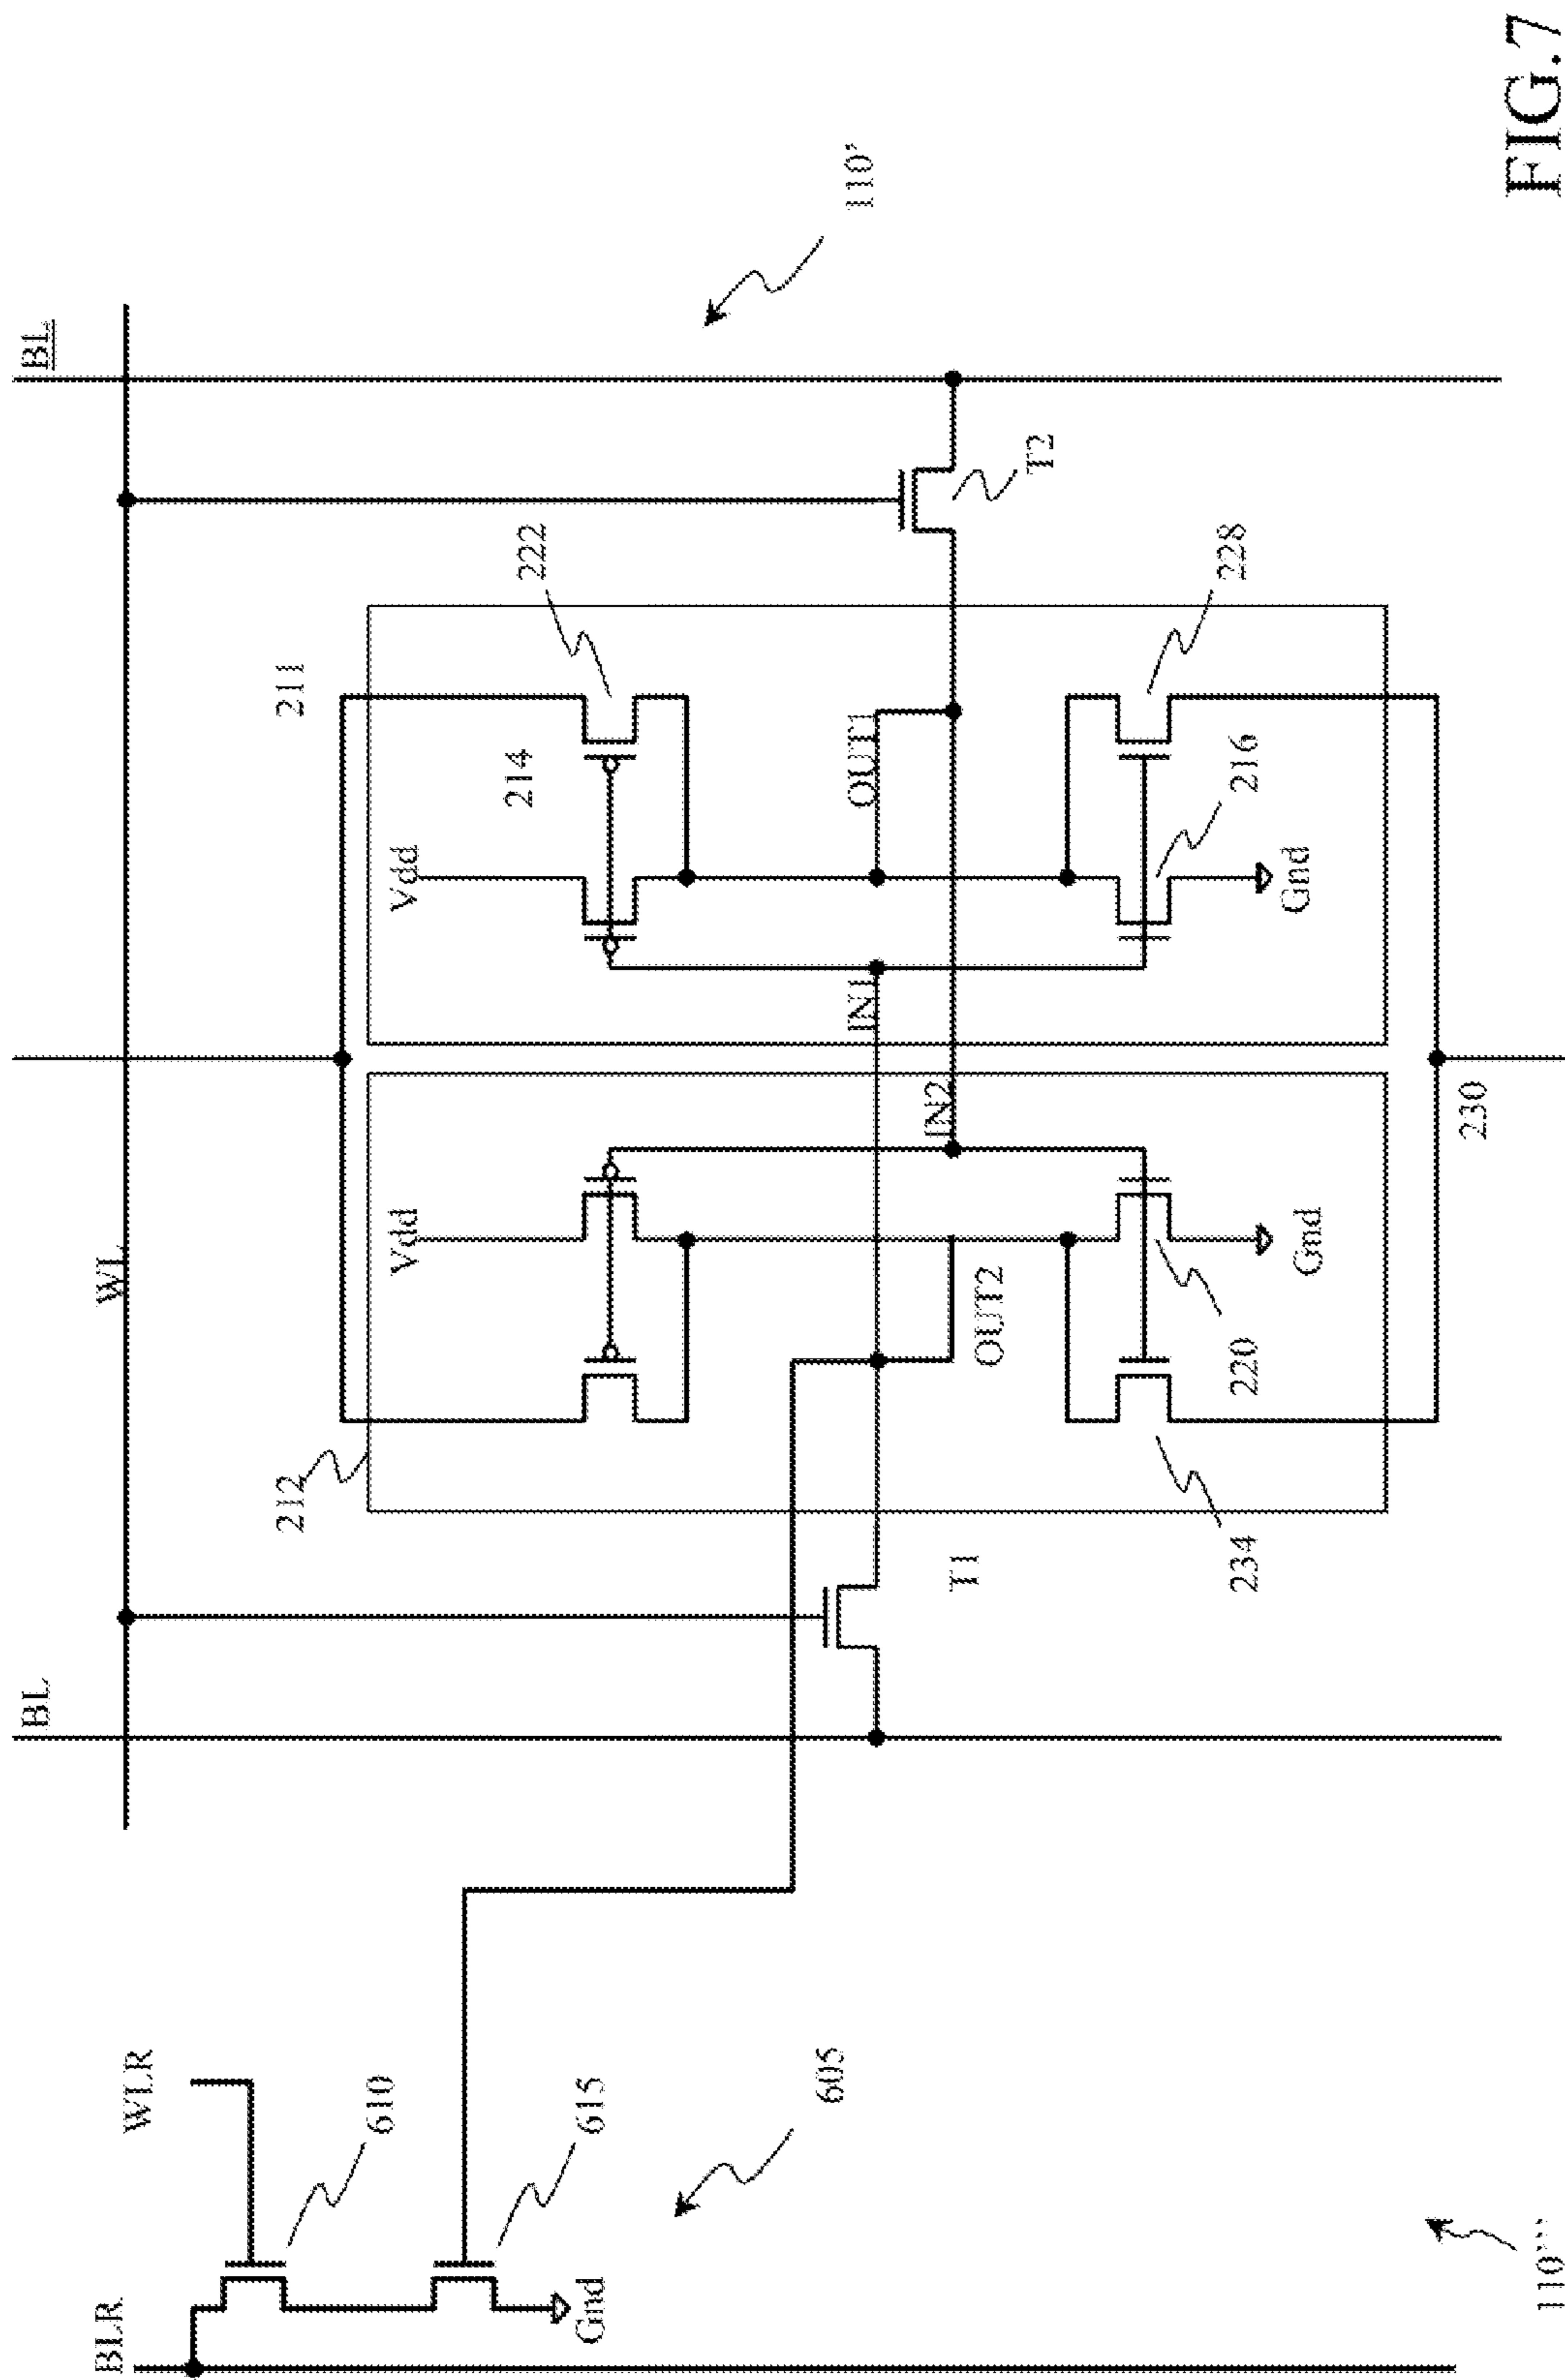 BLR
WLR
610
615
Gnd
605
110'''
BL
WL
BL
212
211
Vdd
Vdd
214
222
T1
OUT2
IN2
IN1
OUT1
T2
110'
234
220
Gnd
Gnd
216
228
230
FIG.7